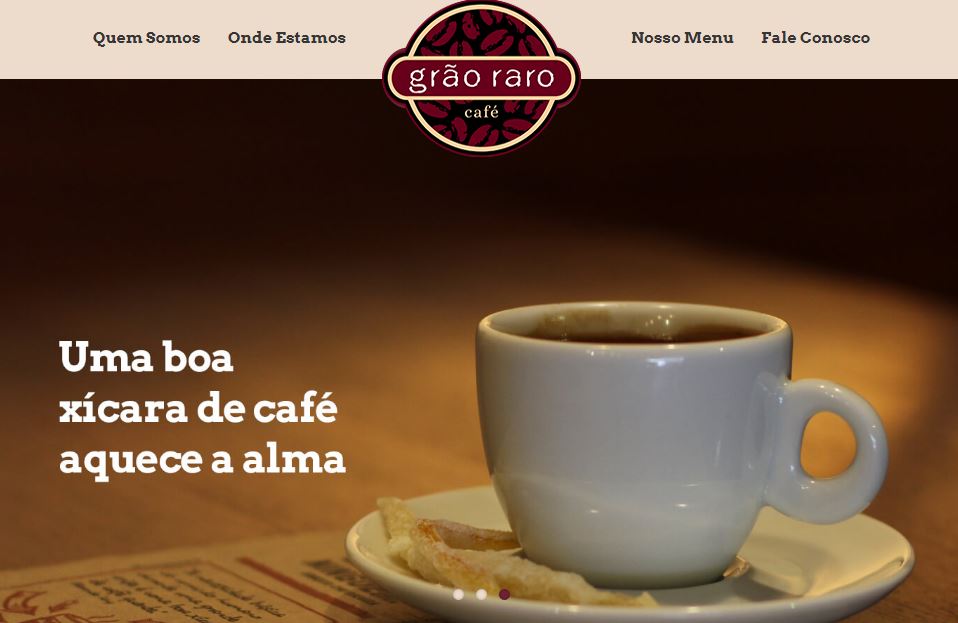 Quem Somos
Onde Estamos
grão raro
café
Nosso Menu
Fale Conosco
Uma boa
xícara de café
aquece a alma